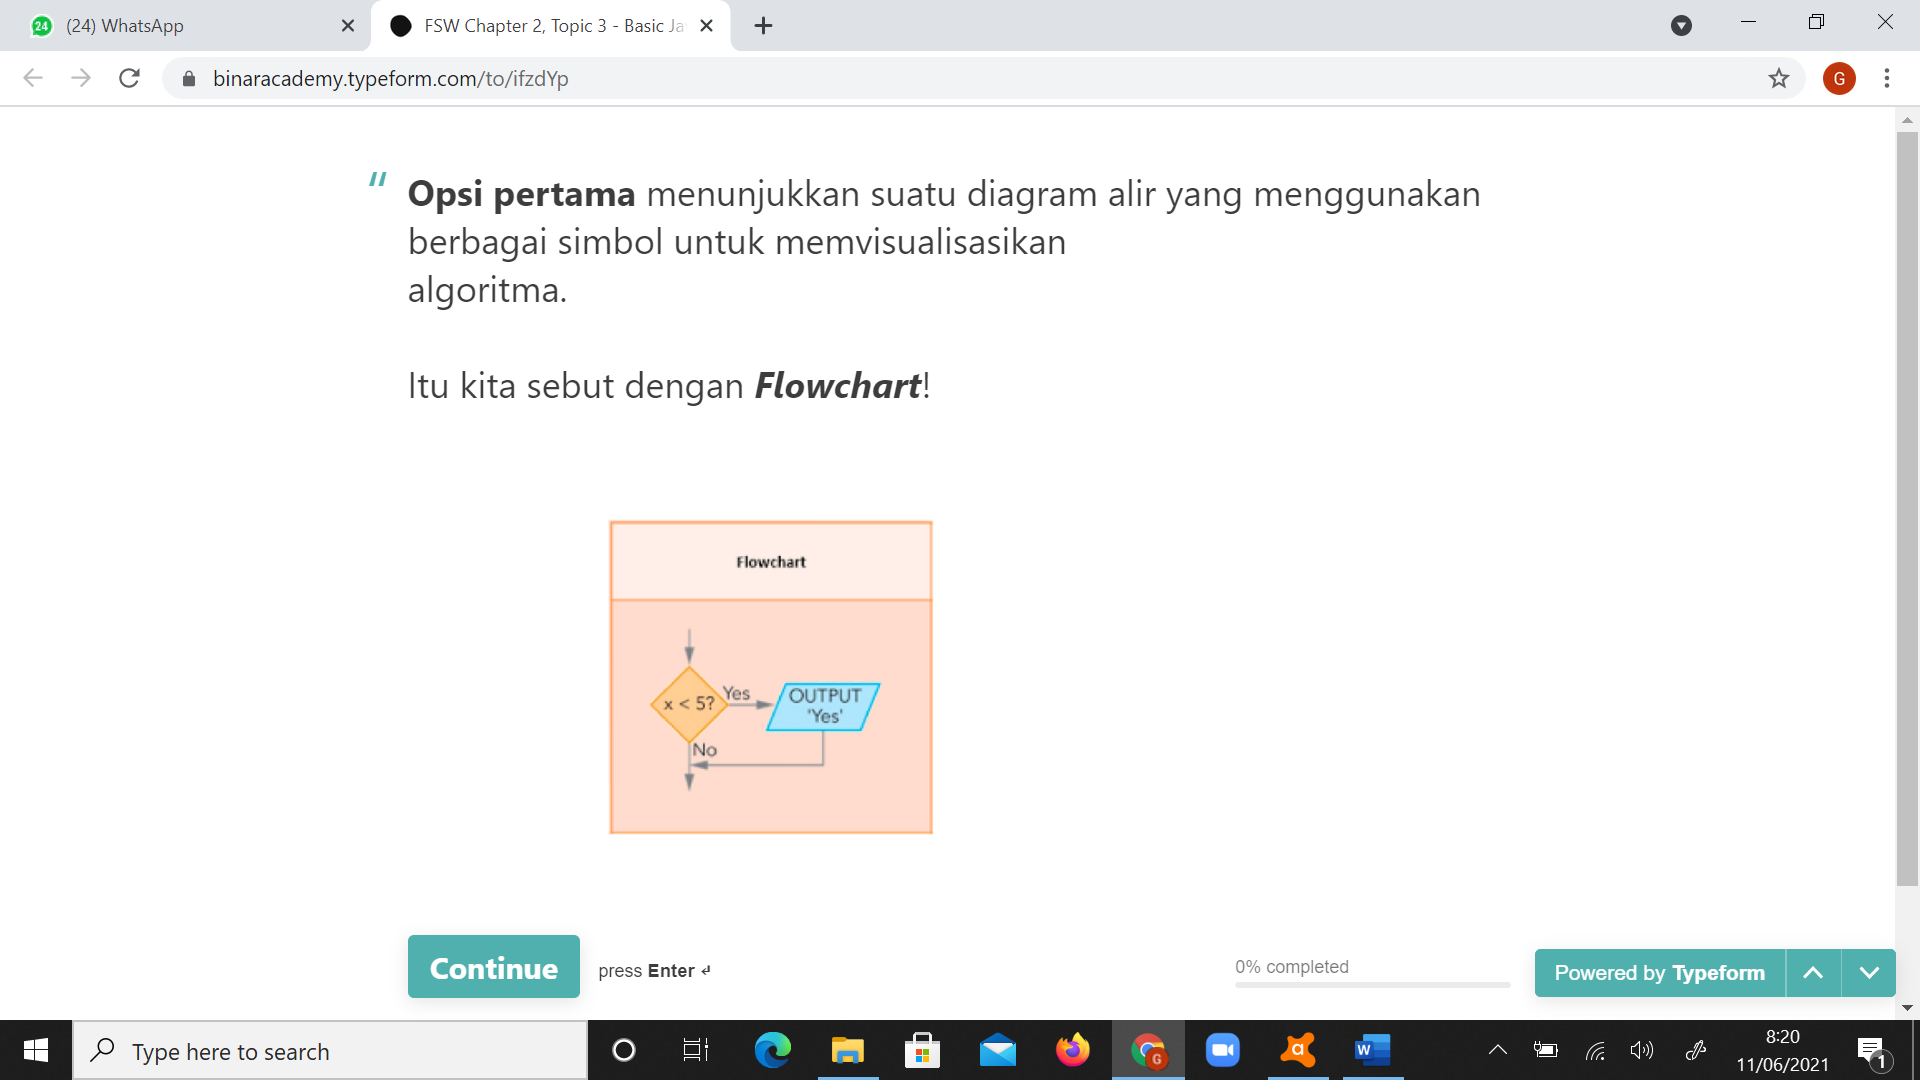 (24) WhatsApp
FSW Chapter 2, Topic 3 - Basic Ja
binaracademy.typeform.com/to/ifzdYp
G
" Opsi pertama menunjukkan suatu diagram alir yang menggunakan
berbagai simbol untuk memvisualisasikan
algoritma.
Itu kita sebut dengan Flowchart!
Flowchart
x < 5?
Yes
OUTPUT
'Yes'
No
Continue
press Enter ↵
0% completed
Powered by Typeform
Type here to search
8:20
11/06/2021
1